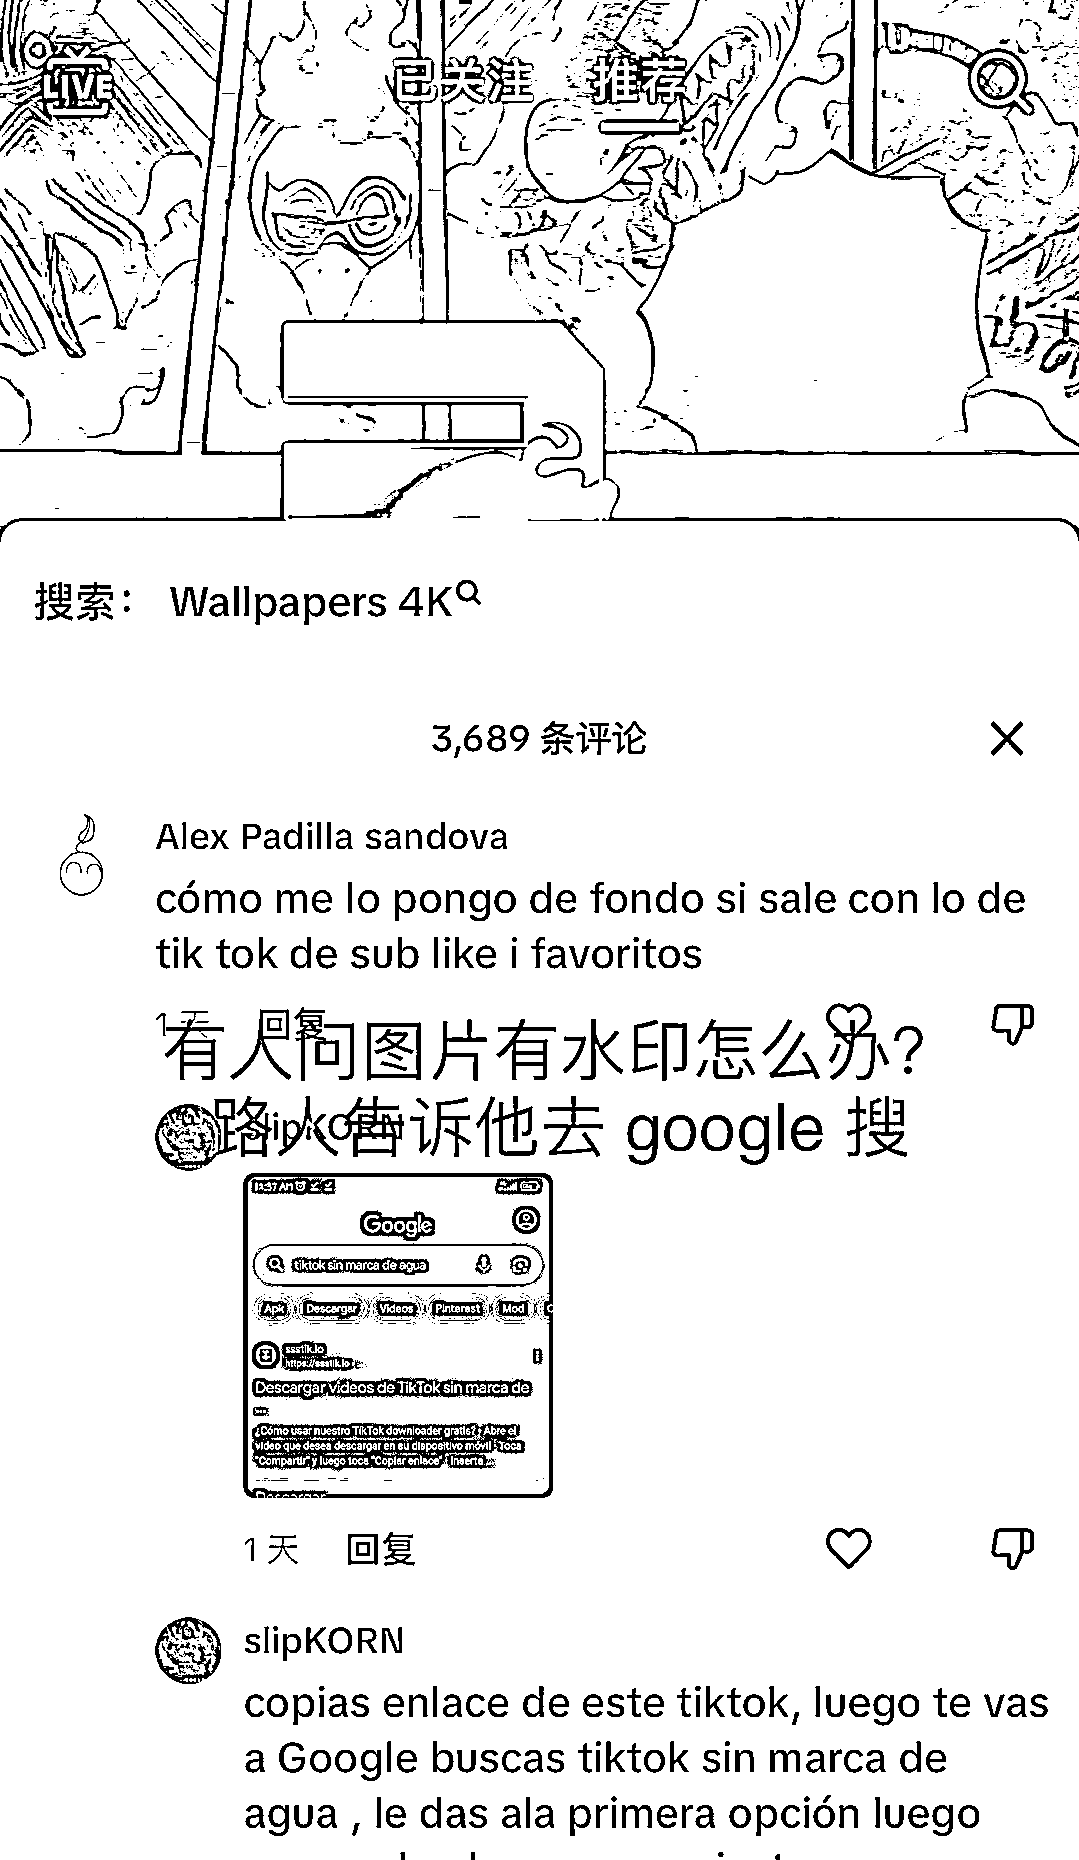 LIVE
已关注 推荐
搜索： Wallpapers 4K
3,689 条评论
Alex Padilla sandova
cómo me lo pongo de fondo si sale con lo de
tik tok de sub like i favoritos
1 天 回复
有人问图片有水印怎么办?
路人告诉他去 google 搜
slipKORN
12:37 AM
Google
tiktok sin marca de agua
Apk Descargar Videos Pinterest Mod
ssstik.io
https://ssstik.io
Descargar videos de TikTok sin marca de
...
¿Cómo usar nuestro TikTok downloader gratis? · Abre el
video que desea descargar en su dispositivo móvil · Toca
"Compartir" y luego toca "Copiar enlace" · Inserta ...
Descargar
1 天 回复
slipKORN
copias enlace de este tiktok, luego te vas
a Google buscas tiktok sin marca de
agua , le das ala primera opción luego